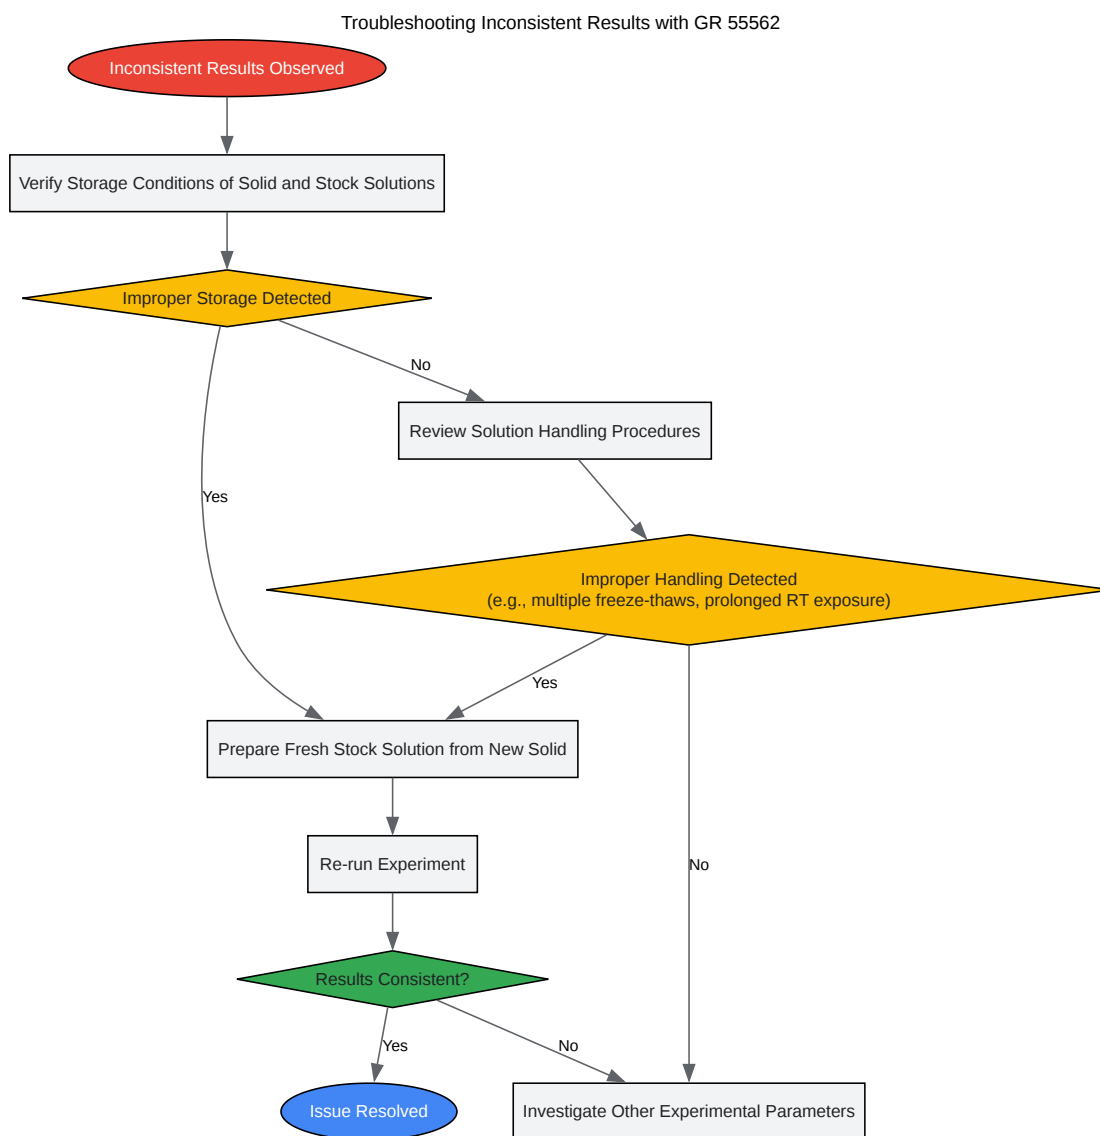 Troubleshooting Inconsistent Results with GR 55562
Inconsistent Results Observed
Verify Storage Conditions of Solid and Stock Solutions
Improper Storage Detected
No
Review Solution Handling Procedures
Yes
Improper Handling Detected
(e.g., multiple freeze-thaws, prolonged RT exposure)
Yes
Prepare Fresh Stock Solution from New Solid
Re-run Experiment
No
Results Consistent?
Yes
No
Issue Resolved
Investigate Other Experimental Parameters